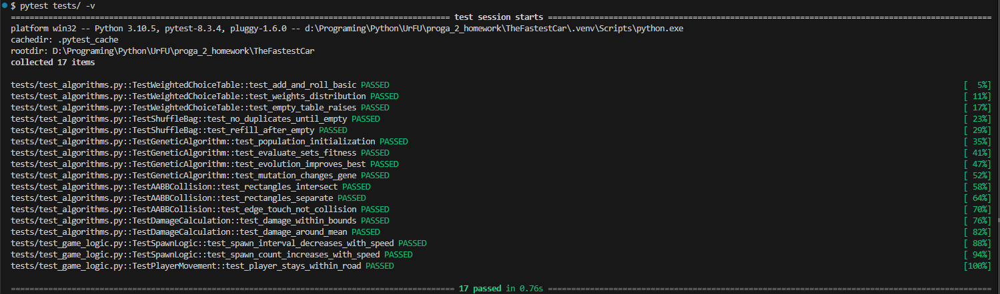 $ pytest tests/ -v
============================= test session starts =============================
platform win32 -- Python 3.10.5, pytest-8.3.4, pluggy-1.6.0 -- d:\Programing\Python\UrFU\proga_2_homework\TheFastestCar\.venv\Scripts\python.exe
cachedir: .pytest_cache
rootdir: D:\Programing\Python\UrFU\proga_2_homework\TheFastestCar
collected 17 items
tests/test_algorithms.py::TestWeightedChoiceTable::test_add_and_roll_basic PASSED [  5%]
tests/test_algorithms.py::TestWeightedChoiceTable::test_weights_distribution PASSED [ 11%]
tests/test_algorithms.py::TestWeightedChoiceTable::test_empty_table_raises PASSED [ 17%]
tests/test_algorithms.py::TestShuffleBag::test_no_duplicates_until_empty PASSED [ 23%]
tests/test_algorithms.py::TestShuffleBag::test_refill_after_empty PASSED [ 29%]
tests/test_algorithms.py::TestGeneticAlgorithm::test_population_initialization PASSED [ 35%]
tests/test_algorithms.py::TestGeneticAlgorithm::test_evaluate_sets_fitness PASSED [ 41%]
tests/test_algorithms.py::TestGeneticAlgorithm::test_evolution_improves_best PASSED [ 47%]
tests/test_algorithms.py::TestGeneticAlgorithm::test_mutation_changes_gene PASSED [ 52%]
tests/test_algorithms.py::TestAABBCollision::test_rectangles_intersect PASSED [ 58%]
tests/test_algorithms.py::TestAABBCollision::test_rectangles_separate PASSED [ 64%]
tests/test_algorithms.py::TestAABBCollision::test_edge_touch_not_collision PASSED [ 70%]
tests/test_algorithms.py::TestDamageCalculation::test_damage_within_bounds PASSED [ 76%]
tests/test_algorithms.py::TestDamageCalculation::test_damage_around_mean PASSED [ 82%]
tests/test_game_logic.py::TestSpawnLogic::test_spawn_interval_decreases_with_speed PASSED [ 88%]
tests/test_game_logic.py::TestSpawnLogic::test_spawn_count_increases_with_speed PASSED [ 94%]
tests/test_game_logic.py::TestPlayerMovement::test_player_stays_within_road PASSED [100%]
============================= 17 passed in 0.76s =============================